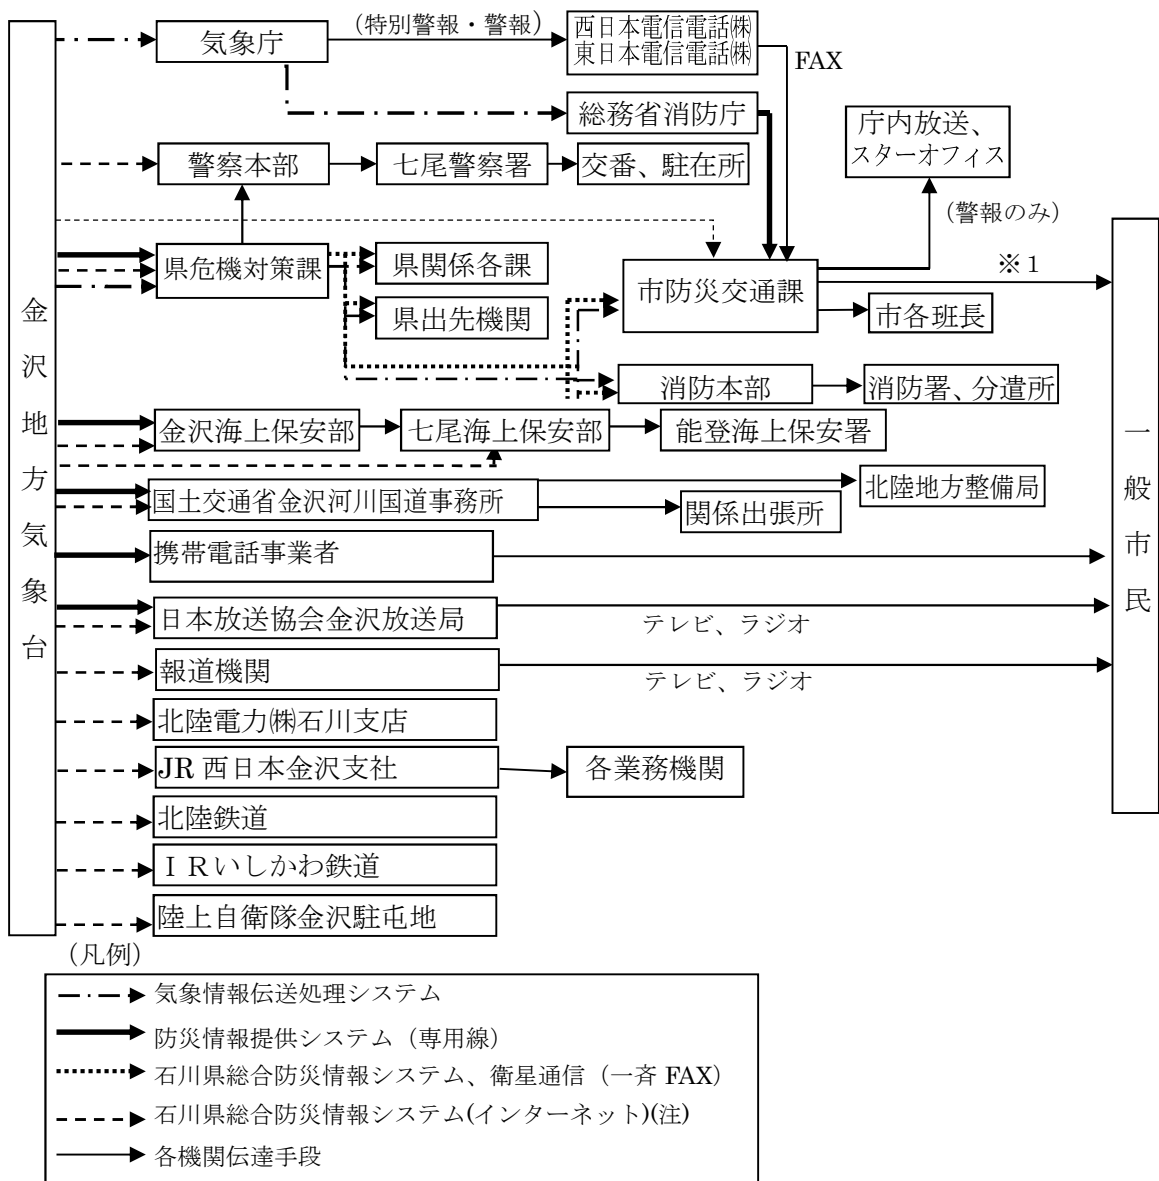 気象庁
(特別警報・警報)
西日本電信電話㈱
東日本電信電話㈱
FAX
総務省消防庁
庁内放送、
スターオフィス
警察本部
七尾警察署
交番、駐在所
(警報のみ)
県危機対策課
県関係各課
県出先機関
市防災交通課
※1
市各班長
消防本部
消防署、分遣所
金沢地方気象台
一般市民
金沢海上保安部
七尾海上保安部
能登海上保安署
国土交通省金沢河川国道事務所
北陸地方整備局
関係出張所
携帯電話事業者
日本放送協会金沢放送局
テレビ、ラジオ
報道機関
テレビ、ラジオ
北陸電力㈱石川支店
JR 西日本金沢支社
各業務機関
北陸鉄道
IRいしかわ鉄道
陸上自衛隊金沢駐屯地
(凡例)
気象情報伝送処理システム
防災情報提供システム(専用線)
石川県総合防災情報システム、衛星通信(一斉 FAX)
石川県総合防災情報システム(インターネット)(注)
各機関伝達手段